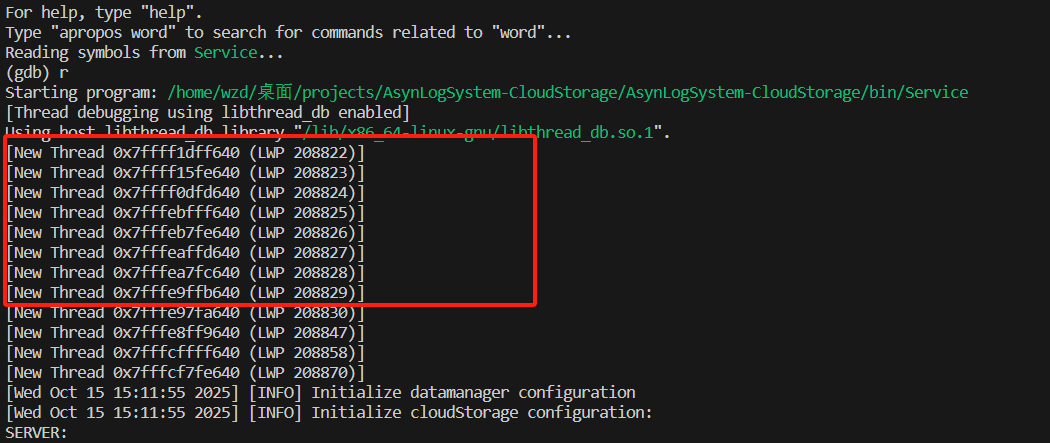 For help, type "help".
Type "apropos word" to search for commands related to "word"...
Reading symbols from Service...
(gdb) r
Starting program: /home/wzd/桌面/projects/AsynLogSystem-CloudStorage/AsynLogSystem-CloudStorage/bin/Service
[Thread debugging using libthread_db enabled]
Using host libthread_db library "/lib/x86_64-linux-gnu/libthread_db.so.1".
[New Thread 0x7ffff1dff640 (LWP 208822)]
[New Thread 0x7ffff15fe640 (LWP 208823)]
[New Thread 0x7ffff0dfd640 (LWP 208824)]
[New Thread 0x7fffebfff640 (LWP 208825)]
[New Thread 0x7fffeb7fe640 (LWP 208826)]
[New Thread 0x7fffeaffd640 (LWP 208827)]
[New Thread 0x7fffea7fc640 (LWP 208828)]
[New Thread 0x7fffe9ffb640 (LWP 208829)]
[New Thread 0x7fffe97fa640 (LWP 208830)]
[New Thread 0x7fffe8ff9640 (LWP 208847)]
[New Thread 0x7fffcffff640 (LWP 208858)]
[New Thread 0x7fffcf7fe640 (LWP 208870)]
[Wed Oct 15 15:11:55 2025] [INFO] Initialize datamanager configuration
[Wed Oct 15 15:11:55 2025] [INFO] Initialize cloudStorage configuration:
SERVER: